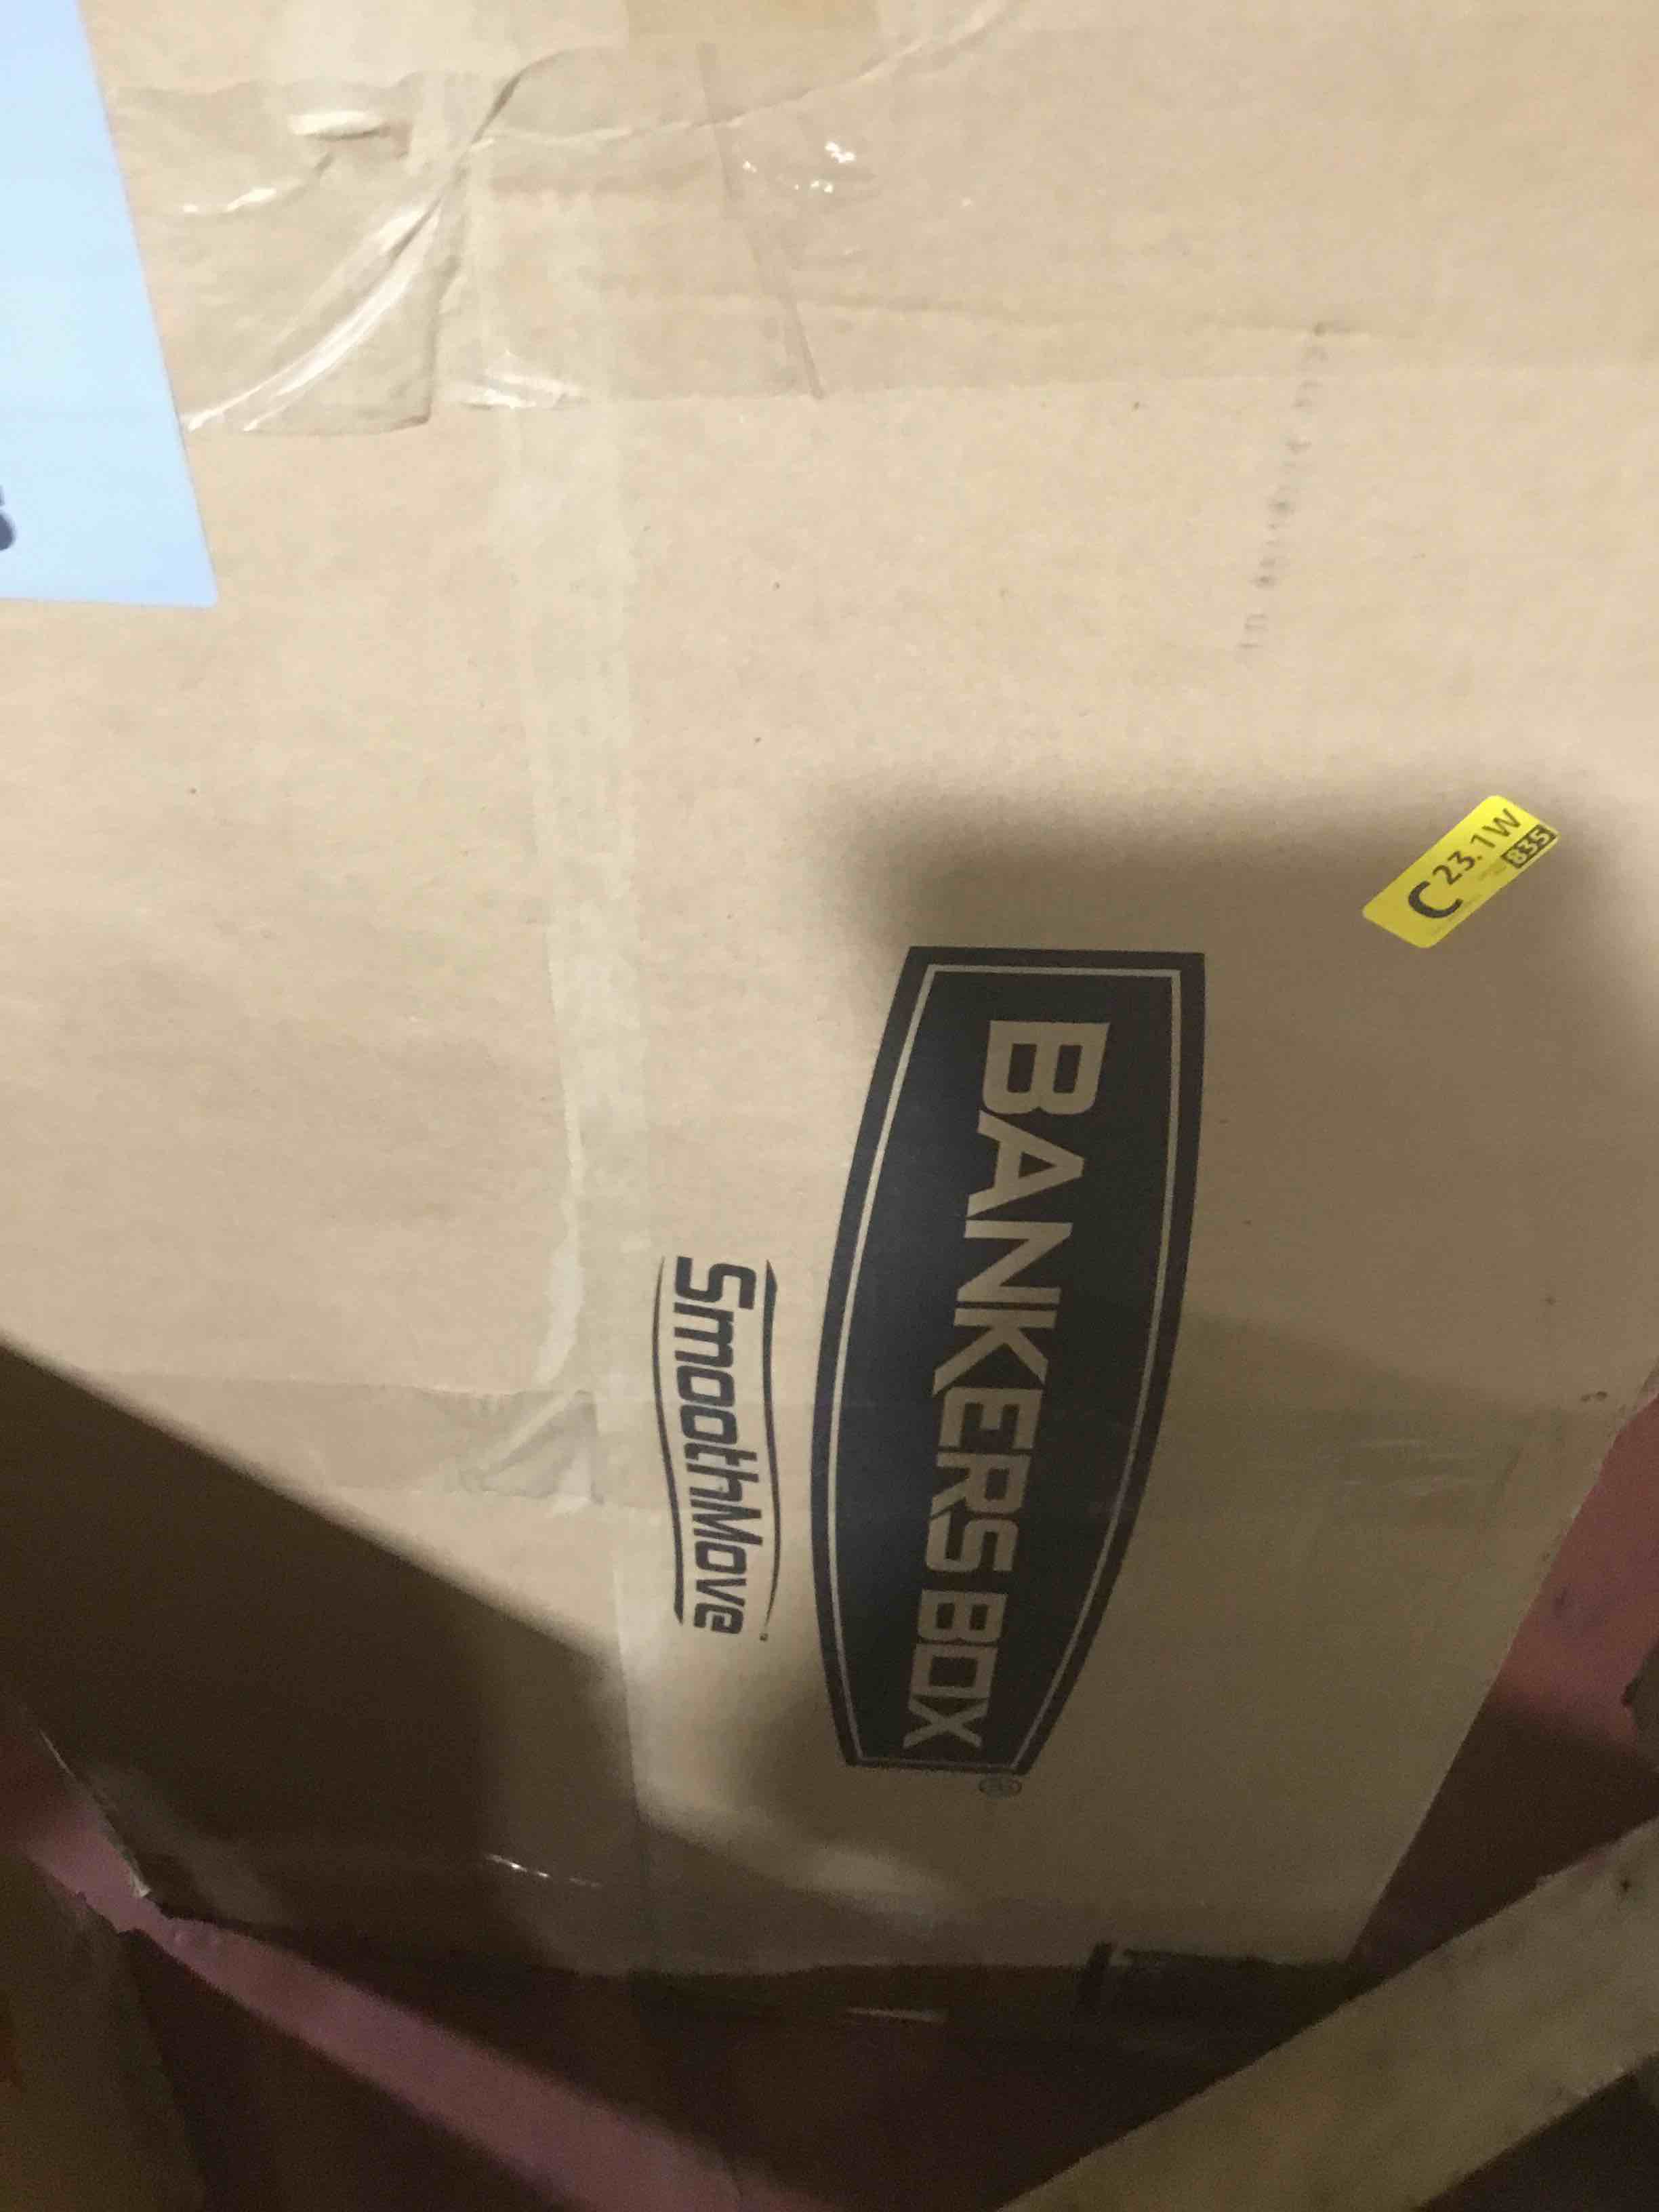 C 23.1W
835
BANKERS BOX
SmoothMove